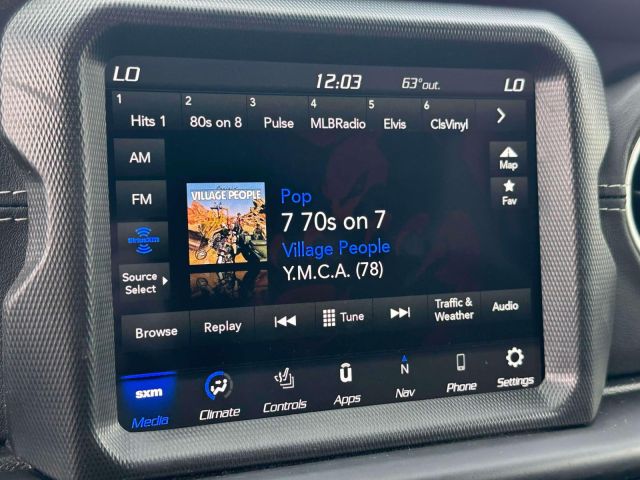 LO 12:03 63°out. LO
1 2 3 4 5 6
Hits 1 80s on 8 Pulse MLBRadio Elvis ClsVinyl
AM
Map
FM
Fav
siriusxm
Source
Select
VILLAGE PEOPLE
Pop
7 70s on 7
Village People
Y.M.C.A. (78)
Browse Replay Tune Traffic &
Weather Audio
sxm
Media Climate Controls Apps N
Nav Phone Settings